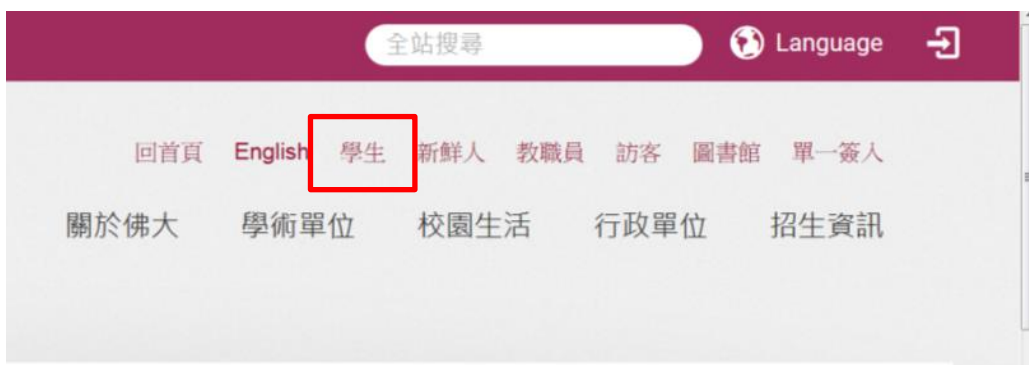 全站搜尋 Language
回首頁 English 學生 新鮮人 教職員 訪客 圖書館 單一簽入
關於佛大 學術單位 校園生活 行政單位 招生資訊